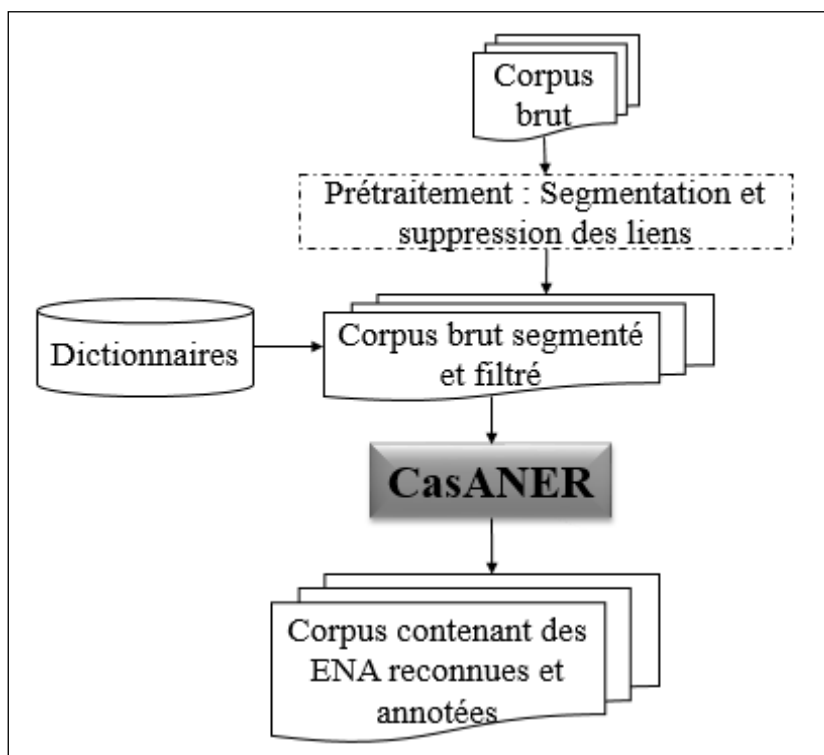 Corpus
brut
Prétraitement : Segmentation et
suppression des liens
Dictionnaires
Corpus brut segmenté
et filtré
CasANER
Corpus contenant des
ENA reconnues et
annotées